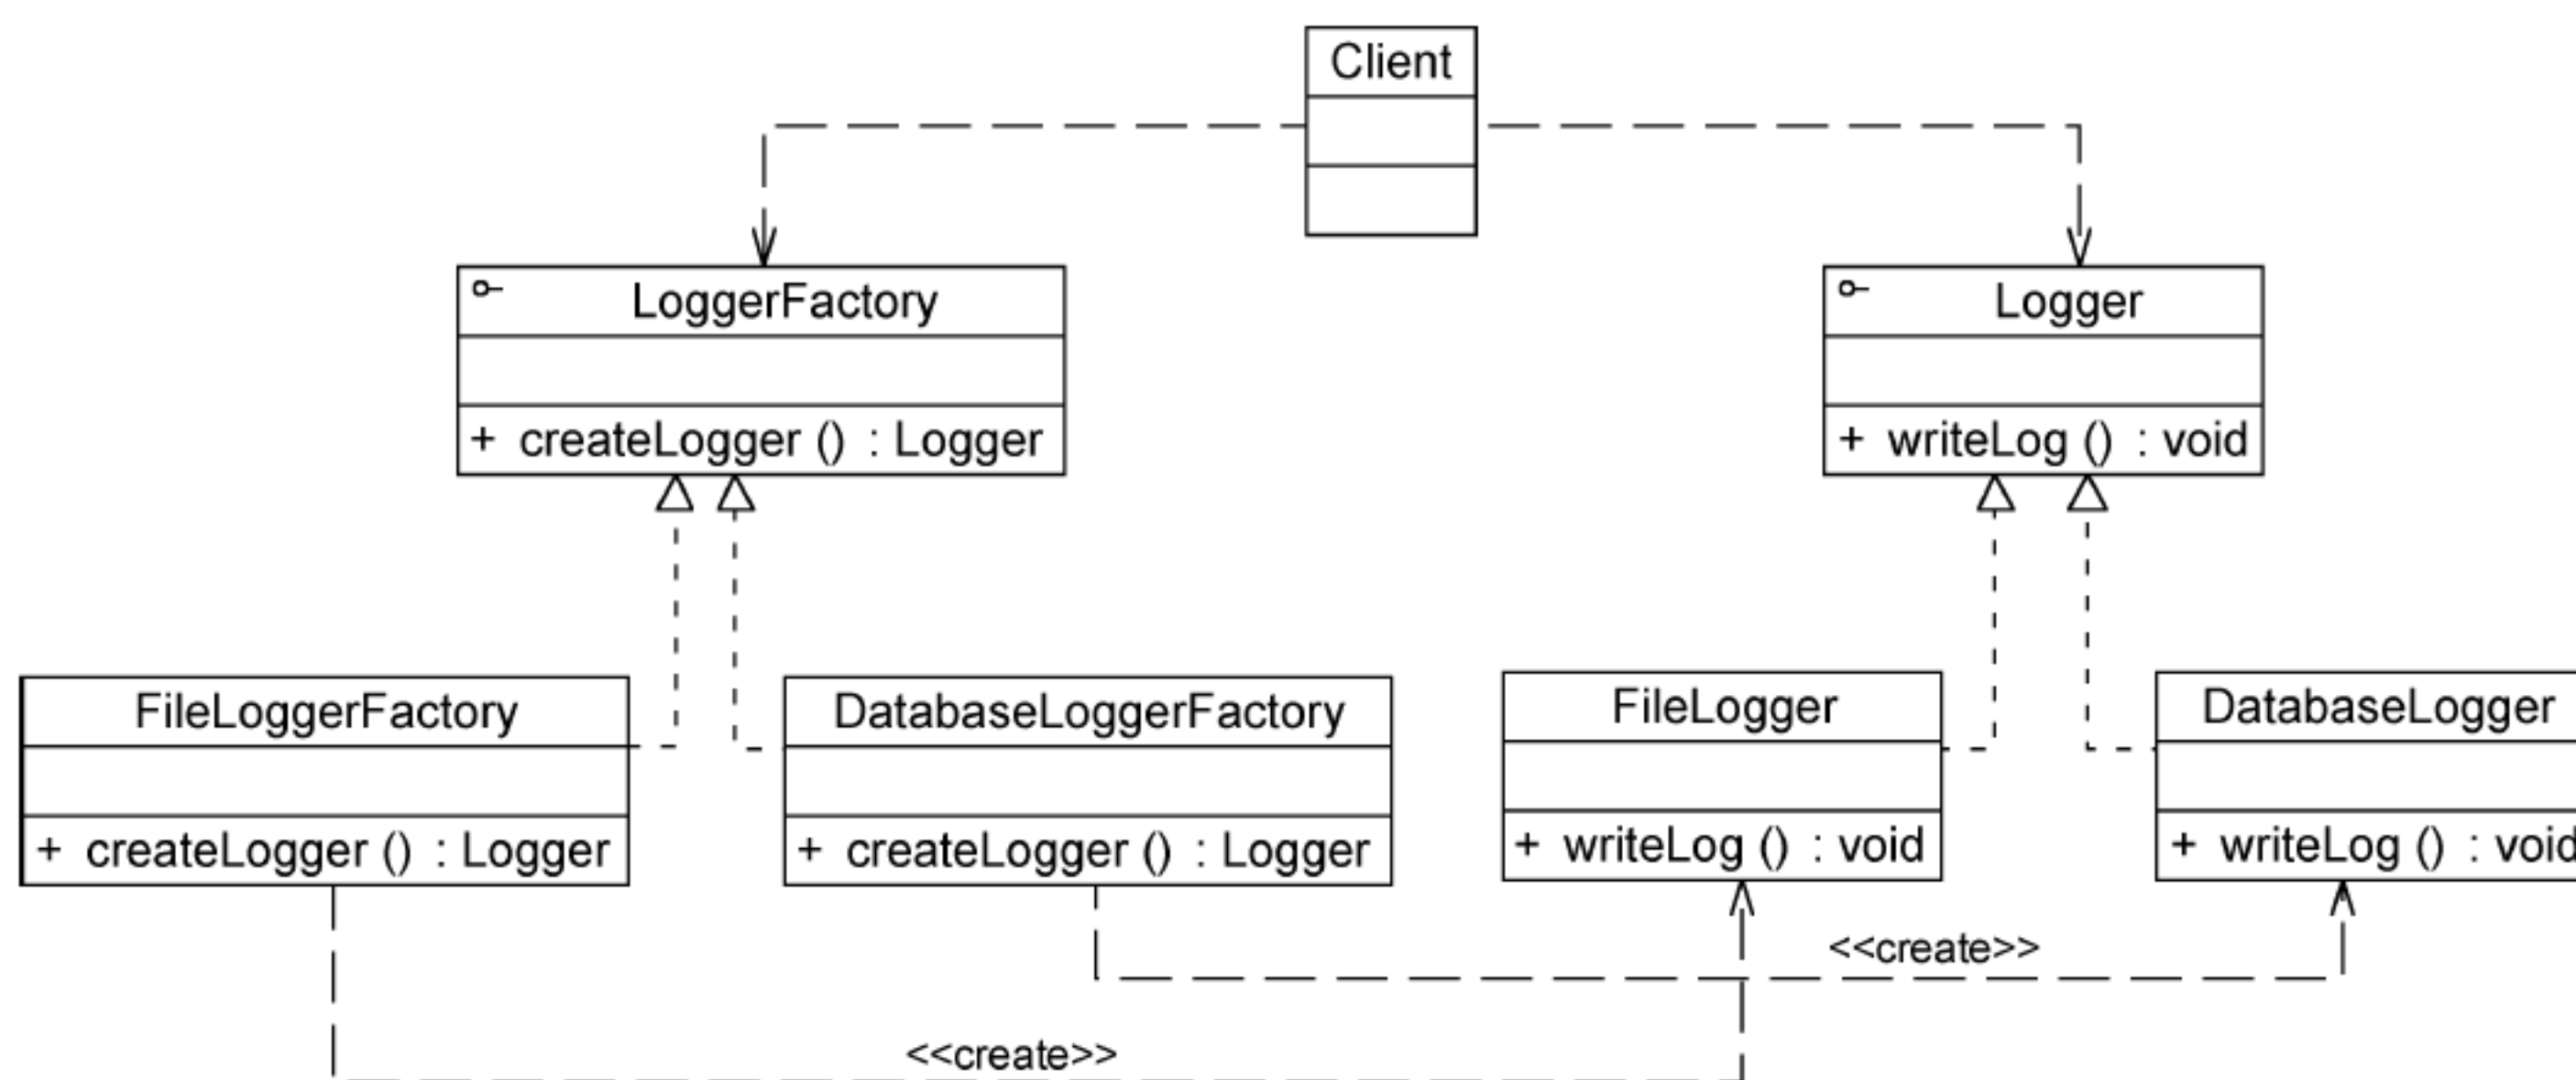 Client
LoggerFactory
+ createLogger () : Logger
Logger
+ writeLog () : void
FileLoggerFactory
+ createLogger () : Logger
DatabaseLoggerFactory
+ createLogger () : Logger
FileLogger
+ writeLog () : void
DatabaseLogger
+ writeLog () : void
<<create>>
<<create>>